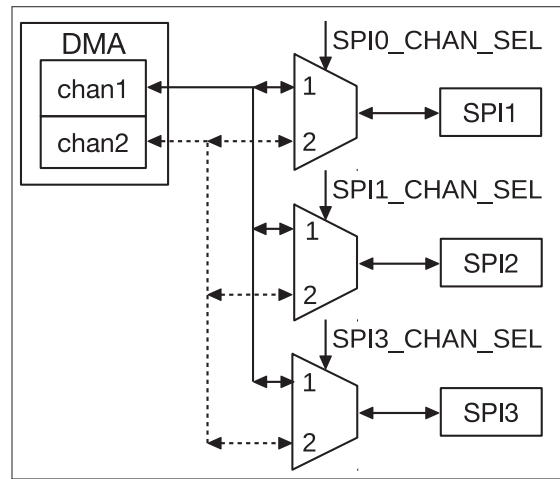 DMA
chan1
chan2
SPI0_CHAN_SEL
1
2
SPI1
SPI1_CHAN_SEL
1
2
SPI2
SPI3_CHAN_SEL
1
2
SPI3